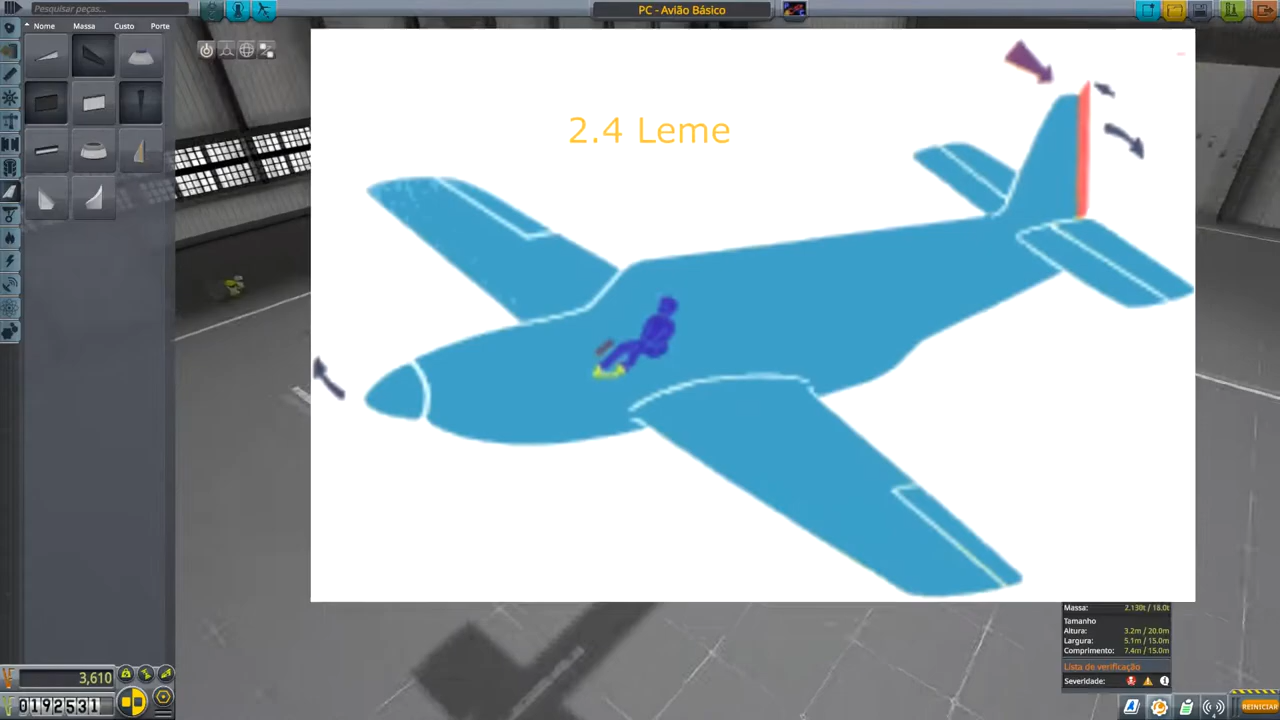 Pesquisar peças...
PC - Avião Básico
Nome Massa Custo Porte
2.4 Leme
Massa: 2.130t / 18.0t
Tamanho
Altura: 3.2m / 20.0m
Largura: 5.1m / 15.0m
Comprimento: 7.4m / 15.0m
Lista de verificação
Severidade:
3,610
0192531
REINICIAR